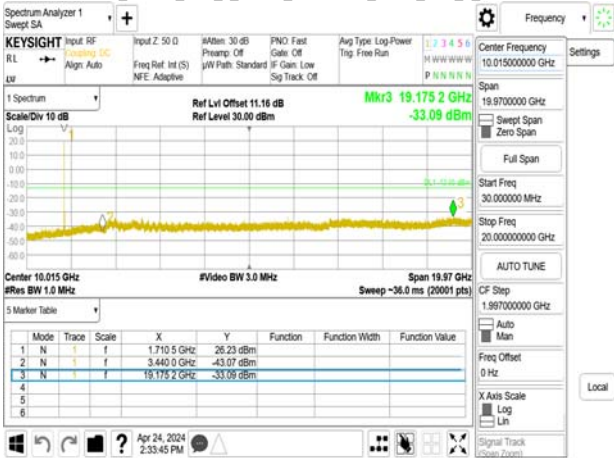 Spectrum Analyzer 1
Swept SA
+
Frequency
Settings
KEYSIGHT
RL
Input: RF
Coupling: DC
Align: Auto
Input Z: 50 Ω
Freq Ref: Int (S)
NFE: Adaptive
#Atten: 30 dB
Preamp: Off
µW Path: Standard
PNO: Fast
Gate: Off
IF Gain: Low
Sig Track: Off
Avg Type: Log-Power
Trig: Free Run
1 2 3 4 5 6
M W W W W W
P N N N N N
1 Spectrum
Scale/Div 10 dB
Ref Lvl Offset 11.16 dB
Ref Level 30.00 dBm
Mkr3 19.175 2 GHz
-33.09 dBm
Log
20.0
10.0
0.00
-10.0
-20.0
-30.0
-40.0
-50.0
-60.0
1
2
3
Center 10.015 GHz
#Res BW 1.0 MHz
#Video BW 3.0 MHz
Span 19.97 GHz
Sweep ~36.0 ms (20001 pts)
5 Marker Table
Mode Trace Scale X Y Function Function Width Function Value
1 N 1 f 1.710 5 GHz 26.23 dBm
2 N 1 f 3.440 0 GHz -43.07 dBm
3 N 1 f 19.175 2 GHz -33.09 dBm
4
5
6
Apr 24, 2024
2:33:45 PM
Center Frequency
10.015000000 GHz
Span
19.9700000 GHz
Swept Span
Zero Span
Full Span
Start Freq
30.000000 MHz
Stop Freq
20.000000000 GHz
AUTO TUNE
CF Step
1.997000000 GHz
Auto
Man
Freq Offset
0 Hz
X Axis Scale
Log
Lin
Signal Track
(Span Zoom)
Local